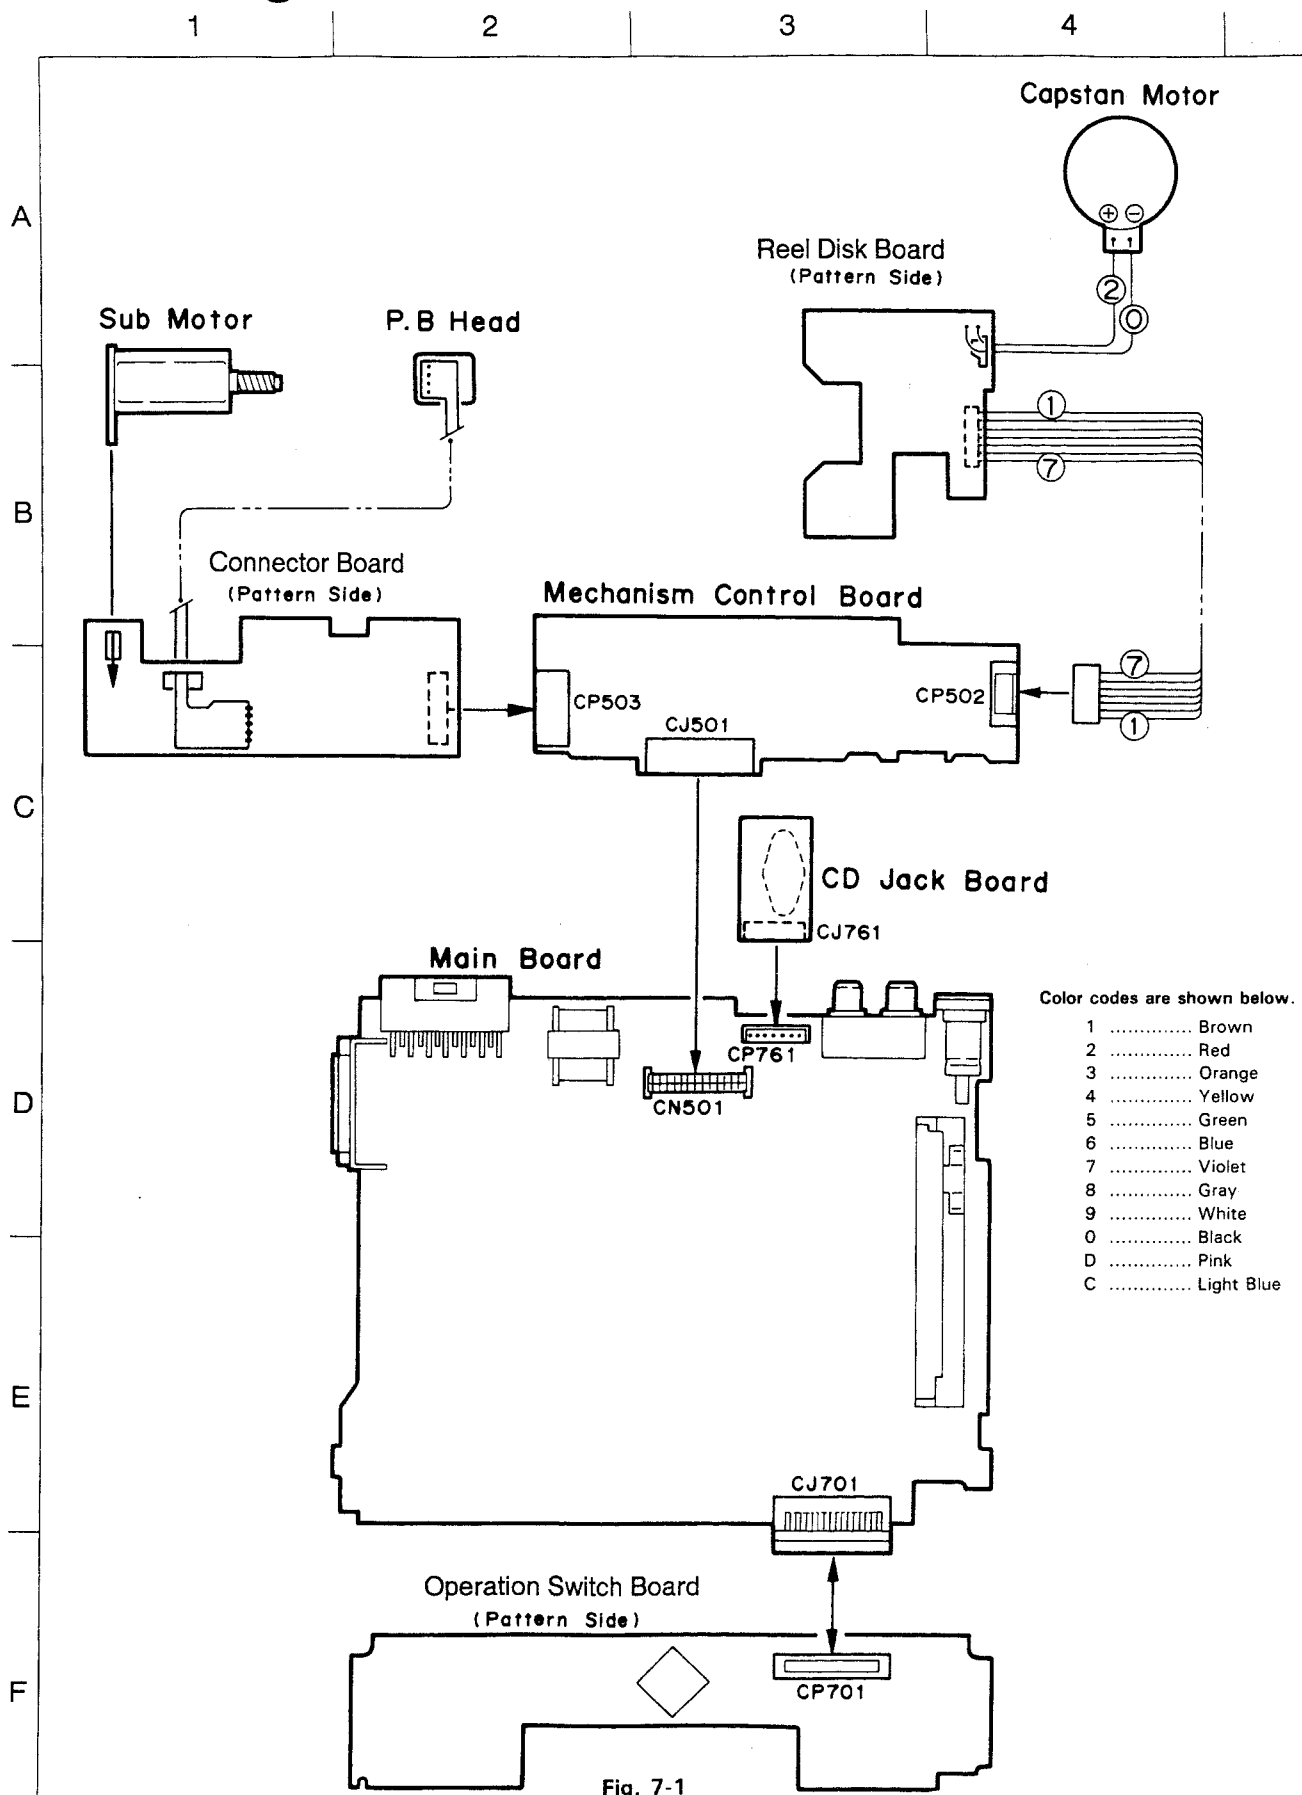 1 2 3 4
Capstan Motor
A
Reel Disk Board
(Pattern Side)
2
0
Sub Motor
P.B Head
1
7
B
Connector Board
(Pattern Side)
Mechanism Control Board
CP503
CJ501
CP502
7
1
C
CD Jack Board
CJ761
Main Board
CP761
CN501
D
Color codes are shown below.
1 .............. Brown
2 .............. Red
3 .............. Orange
4 .............. Yellow
5 .............. Green
6 .............. Blue
7 .............. Violet
8 .............. Gray
9 .............. White
0 .............. Black
D .............. Pink
C .............. Light Blue
E
CJ701
Operation Switch Board
(Pattern Side)
F
CP701
Fig. 7-1